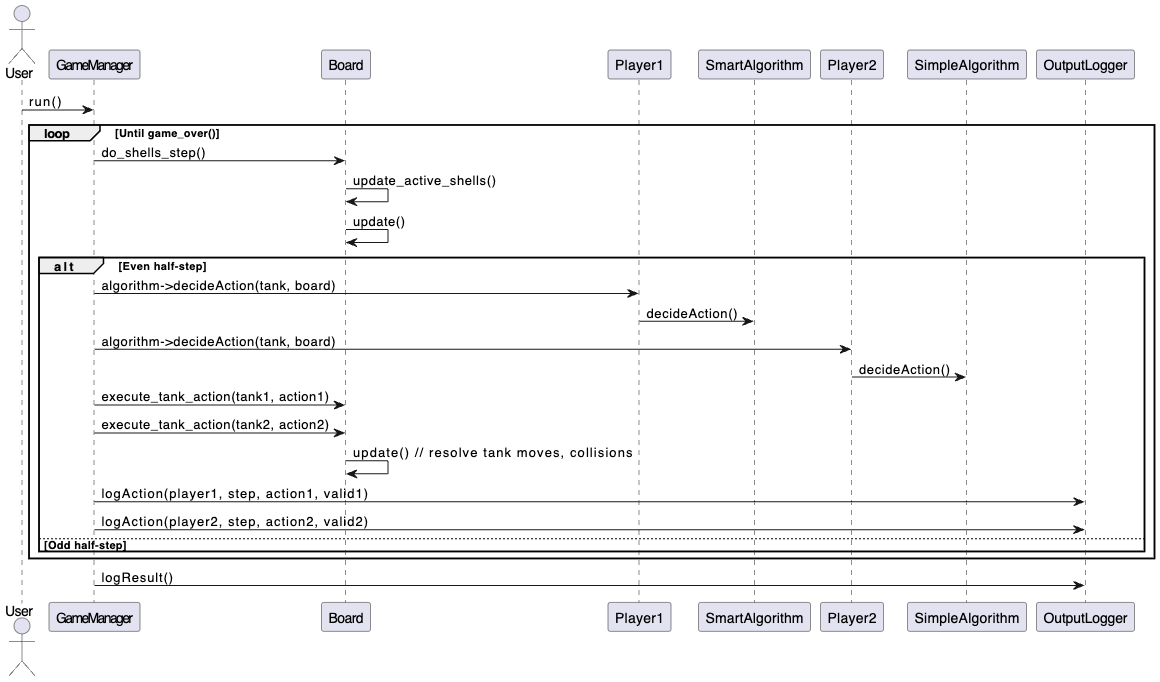 User
GameManager
Board
Player1
SmartAlgorithm
Player2
SimpleAlgorithm
OutputLogger
run()
loop
[Until game_over()]
do_shells_step()
update_active_shells()
update()
alt
[Even half-step]
algorithm->decideAction(tank, board)
decideAction()
algorithm->decideAction(tank, board)
decideAction()
execute_tank_action(tank1, action1)
execute_tank_action(tank2, action2)
update() // resolve tank moves, collisions
logAction(player1, step, action1, valid1)
logAction(player2, step, action2, valid2)
[Odd half-step]
logResult()
User
GameManager
Board
Player1
SmartAlgorithm
Player2
SimpleAlgorithm
OutputLogger